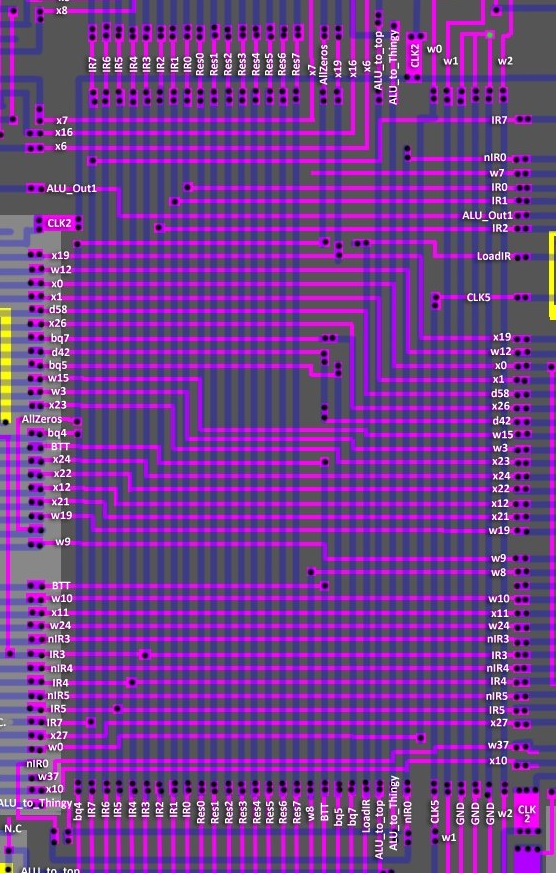 x8
IR7 IR6 IR5 IR4 IR3 IR2 IR1 IR0 Res0 Res1 Res2 Res3 Res4 Res5 Res6 Res7 x7 AllZeros x19 x16 x6 ALU_to_top ALU_to_Thingy CLK2 w0 w1 w2
x7 IR7
x16
x6
nIR0
w7
ALU_Out1 IR0
IR1
ALU_Out1
CLK2 IR2
x19 LoadIR
w12
x0
x1 CLK5
d58
x26
bq7 x19
d42 w12
bq5 x0
w15 x1
w3 d58
x23 x26
AllZeros d42
bq4 w15
BTT w3
x24 x23
x22 x24
x12 x22
x21 x12
w19 x21
w19
w9
w9
w8
BTT
w10 w10
x11 x11
w24 w24
nIR3 nIR3
IR3 IR3
nIR4 nIR4
IR4 IR4
nIR5 nIR5
IR5 IR5
C. IR7 x27
x27
w0 w37
nIR0 x10
w37
x10
ALU_to_Thingy
bq4 IR7 IR6 IR5 IR4 IR3 IR2 IR1 IR0 Res0 Res1 Res2 Res3 Res4 Res5 Res6 Res7 w8 BTT bq5 bq7 LoadIR ALU_to_top ALU_to_Thingy nIR0 CLK5 GND GND GND w2 CLK
2
N.C w1
ALU_to_top